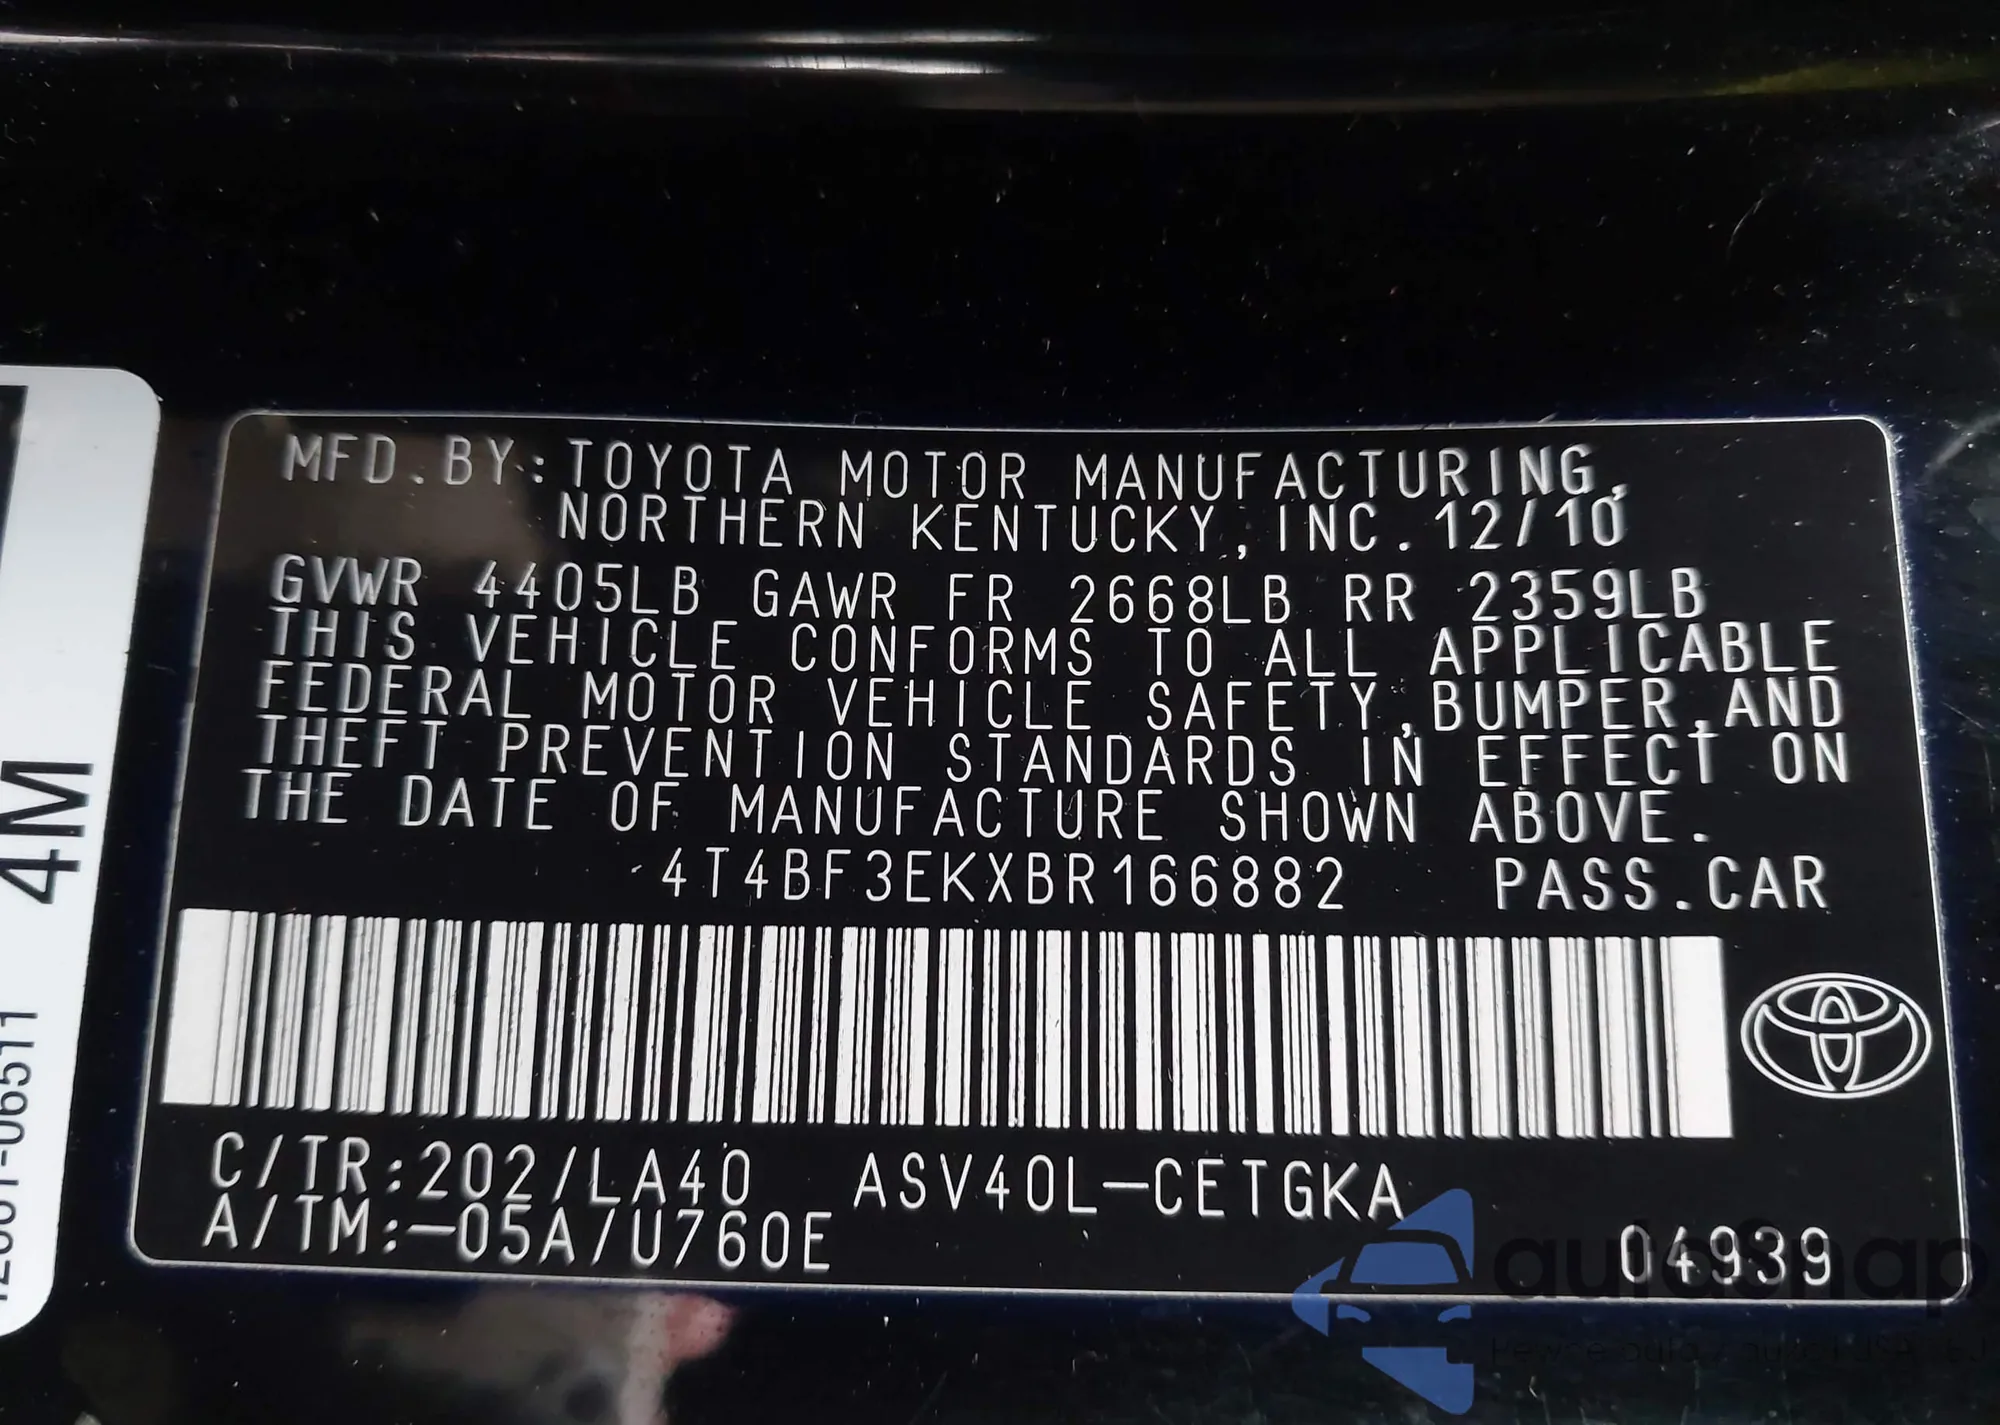 MFD.BY:TOYOTA MOTOR MANUFACTURING,
NORTHERN KENTUCKY,INC.12/10
GVWR 4405LB GAWR FR 2668LB RR 2359LB
THIS VEHICLE CONFORMS TO ALL APPLICABLE
FEDERAL MOTOR VEHICLE SAFETY,BUMPER,AND
THEFT PREVENTION STANDARDS IN EFFECT ON
THE DATE OF MANUFACTURE SHOWN ABOVE.
4T4BF3EKXBR166882 PASS.CAR
C/TR:202/LA40 ASV40L-CETGKA
A/TM:-05A/U760E
04939
4M
autoSnap